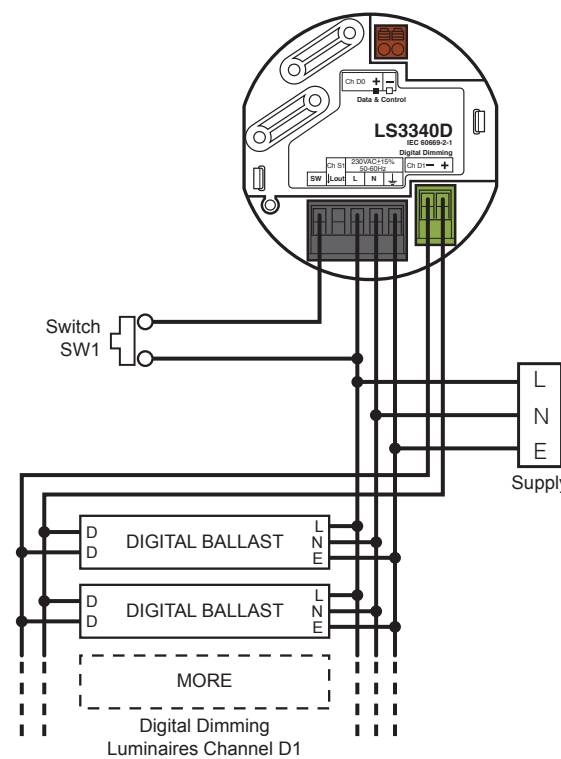 Ch D0 + –
Data & Control
LS3340D
IEC 60669-2-1
Digital Dimming
Ch S1 230VAC±15% Ch D1 – +
50-60Hz
SW Lout L N
Switch
SW1
L
N
E
Supply
D DIGITAL BALLAST L
D N
E
D DIGITAL BALLAST L
D N
E
MORE
Digital Dimming
Luminaires Channel D1